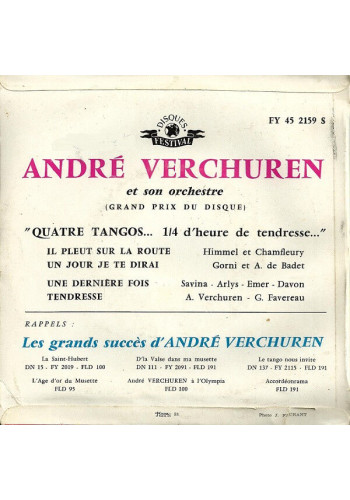 DISQUES
FESTIVAL
FY 45 2159 S
ANDRÉ VERCHUREN
et son orchestre
(GRAND PRIX DU DISQUE)
"QUATRE TANGOS... 1/4 d'heure de tendresse..."
IL PLEUT SUR LA ROUTE Himmel et Chamfleury
UN JOUR JE TE DIRAI Gorni et A. de Badet
UNE DERNIÈRE FOIS Savina - Arlys - Emer - Davon
TENDRESSE A. Verchuren - G. Favereau
RAPPELS :
Les grands succès d'ANDRÉ VERCHUREN
La Saint-Hubert D'la Valse dans ma musette Le tango nous invite
DN 15 - FY 2019 - FLD 100 DN 111 - FY 2091 - FLD 191 DN 137 - FY 2115 - FLD 191
L'Age d'or du Musette André VERCHUREN à l'Olympia Accordéonrama
FLD 95 FLD 100 FLD 191
Photo